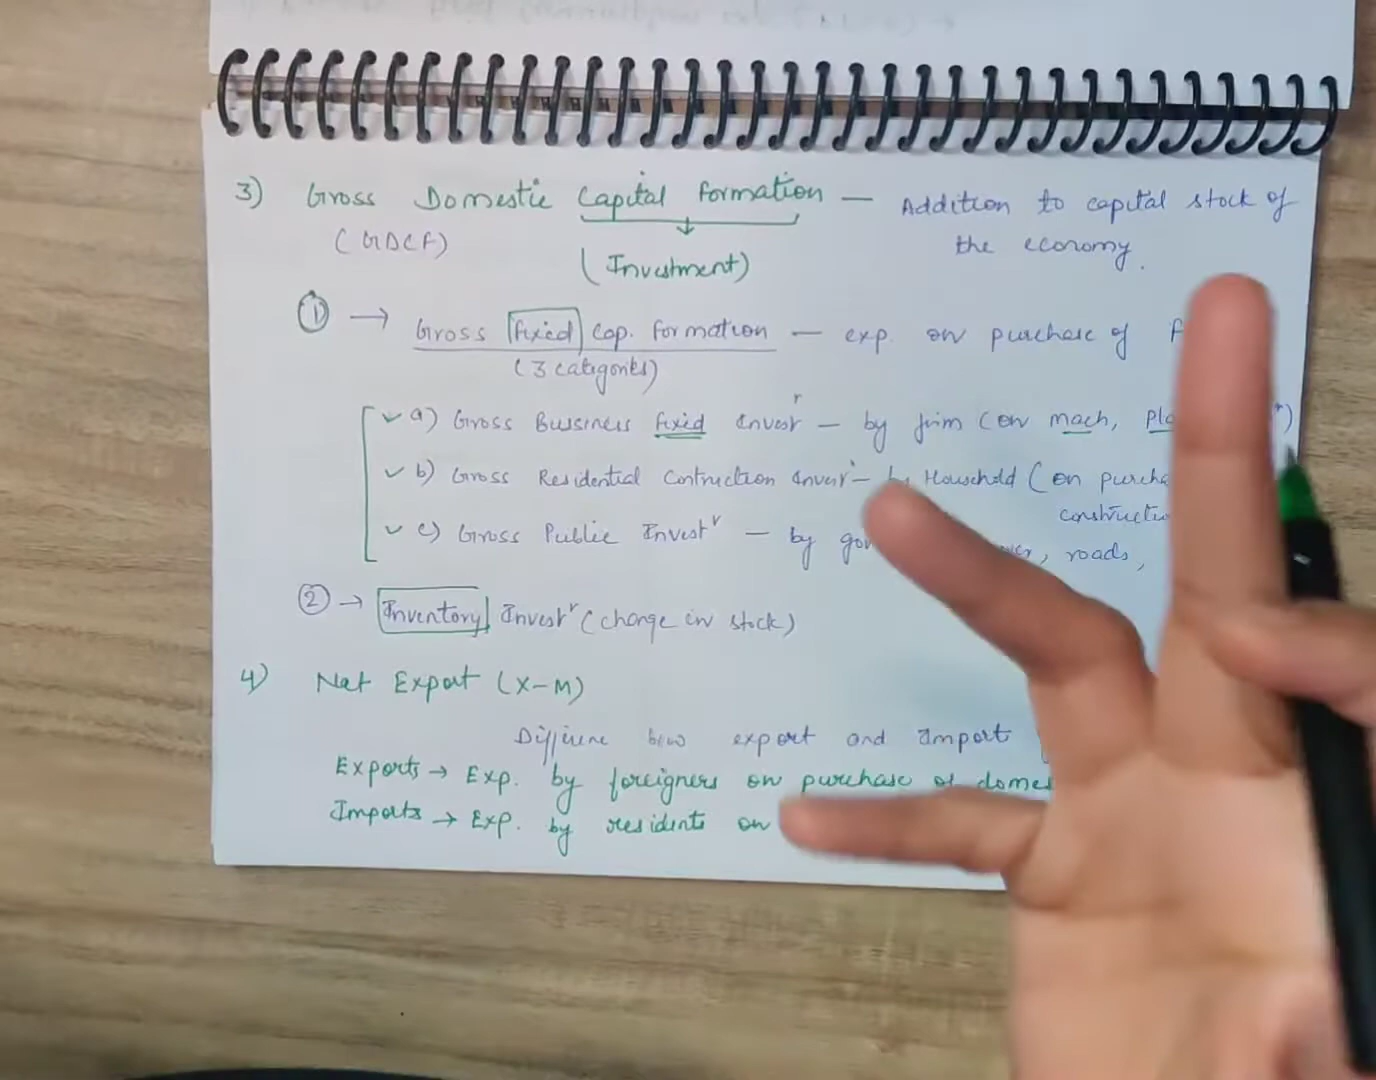 3) Gross Domestic Capital formation — Addition to capital stock of
(GDCF) the economy.
(Investment)
① → Gross fixed Cap. formation — exp. on purchase of
(3 categories)
a) Gross Bussiness fixed Invest^r — by firm (on mach,
b) Gross Residential Contruction Invest^r — by Household (on
construction
c) Gross Public Invest^r — by roads,
② → Inventory Invest^r (change in stock)
4) Net Export (X-M)
export and Import
Exports → Exp. by foreigners on purchase of
Imports → Exp. by residents on